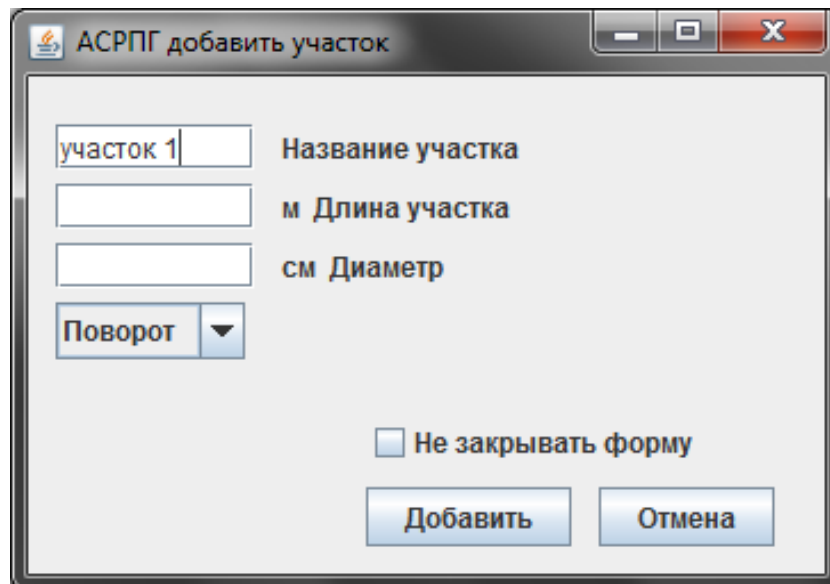 АСРПГ добавить участок
участок 1 Название участка
м Длина участка
см Диаметр
Поворот
Не закрывать форму
Добавить Отмена